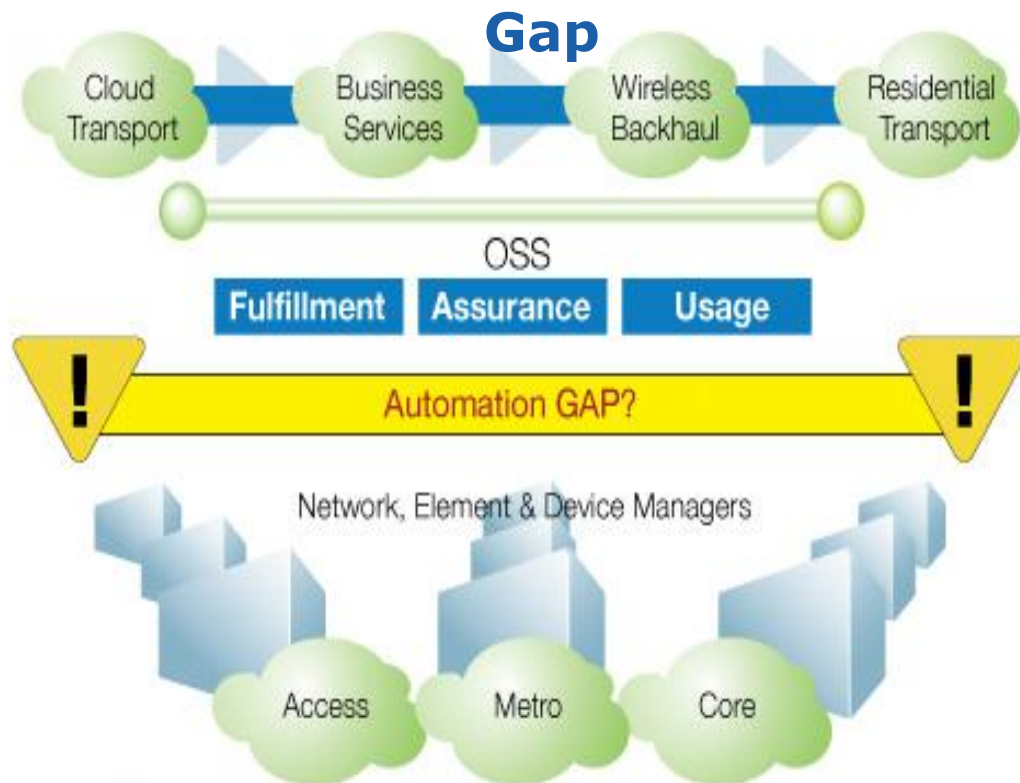 Gap
Cloud
Transport
Business
Services
Wireless
Backhaul
Residential
Transport
OSS
Fulfillment
Assurance
Usage
!
Automation GAP?
!
Network, Element & Device Managers
Access
Metro
Core